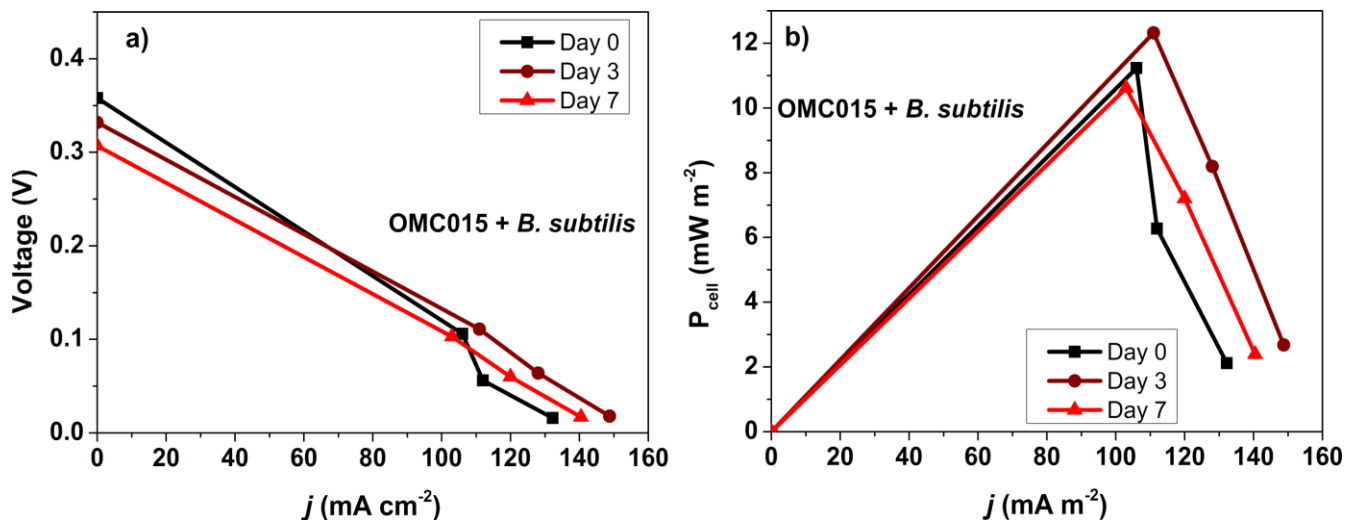 a)
Day 0
Day 3
Day 7
OMC015 + B. subtilis
Voltage (V)
0.4
0.3
0.2
0.1
0.0
0 20 40 60 80 100 120 140 160
j (mA cm⁻²)
b)
OMC015 + B. subtilis
Day 0
Day 3
Day 7
P_cell (mW m⁻²)
12
10
8
6
4
2
0
0 20 40 60 80 100 120 140 160
j (mA m⁻²)